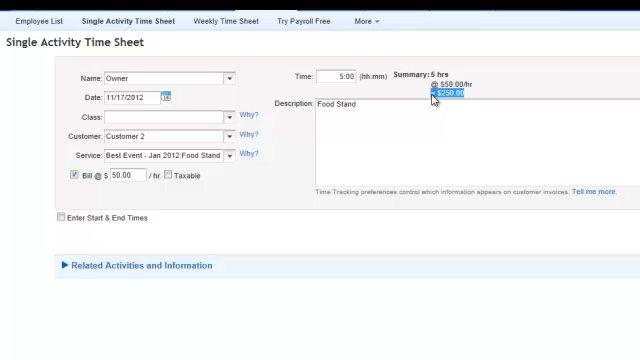 Employee List Single Activity Time Sheet Weekly Time Sheet Try Payroll Free More
Single Activity Time Sheet
Name: Owner
Time: 5:00 (hh:mm) Summary: 5 hrs
@ $50.00/hr
= $250.00
Date: 11/17/2012
Description: Food Stand
Class: Why?
Customer: Customer 2 Why?
Service: Best Event - Jan 2012:Food Stand Why?
Bill @ $ 50.00 / hr Taxable
Time Tracking preferences control which information appears on customer invoices. Tell me more.
Enter Start & End Times
Related Activities and Information